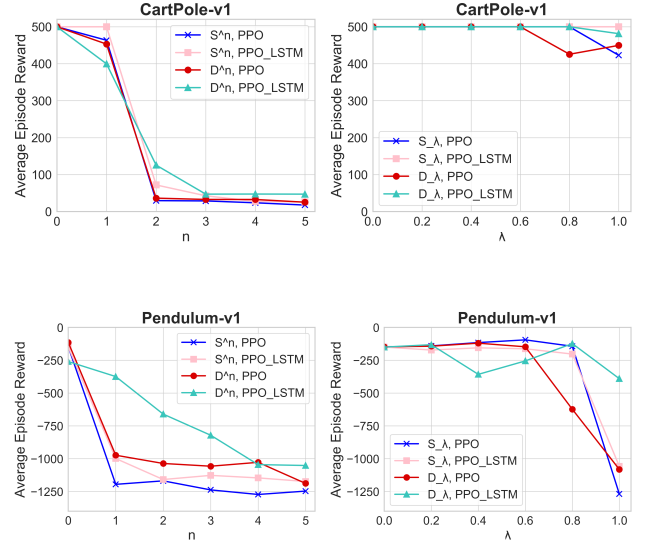 CartPole-v1
Average Episode Reward
500
400
300
200
100
0
S^n, PPO
S^n, PPO_LSTM
D^n, PPO
D^n, PPO_LSTM
0 1 2 3 4 5
n
CartPole-v1
Average Episode Reward
500
400
300
200
100
0
S_λ, PPO
S_λ, PPO_LSTM
D_λ, PPO
D_λ, PPO_LSTM
0.0 0.2 0.4 0.6 0.8 1.0
λ
Pendulum-v1
Average Episode Reward
0
−250
−500
−750
−1000
−1250
S^n, PPO
S^n, PPO_LSTM
D^n, PPO
D^n, PPO_LSTM
0 1 2 3 4 5
n
Pendulum-v1
Average Episode Reward
0
−250
−500
−750
−1000
−1250
S_λ, PPO
S_λ, PPO_LSTM
D_λ, PPO
D_λ, PPO_LSTM
0.0 0.2 0.4 0.6 0.8 1.0
λ